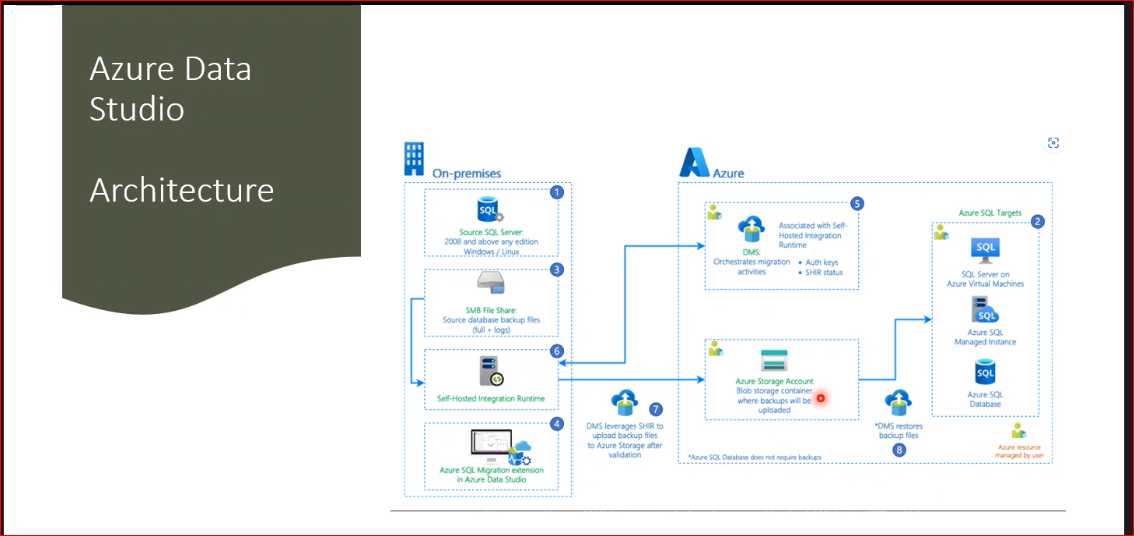 Azure Data
Studio
Architecture
On-premises
1
SQL
Source SQL Server:
2008 and above any edition
Windows / Linux
3
SMB File Share:
Source database backup files
(full + logs)
6
Self-Hosted Integration Runtime
4
Azure SQL Migration extension
in Azure Data Studio
7
DMS leverages SHIR to
upload backup files
to Azure Storage after
validation
Azure
5
DMS:
Orchestrates migration
activities
Associated with Self-
Hosted Integration
Runtime
• Auth keys
• SHIR status
Azure Storage Account
Blob storage container
where backups will be
uploaded
*Azure SQL Database does not require backups
*DMS restores
backup files
8
Azure SQL Targets
2
SQL
SQL Server on
Azure Virtual Machines
SQL
Azure SQL
Managed Instance
SQL
Azure SQL
Database
Azure resource
managed by user